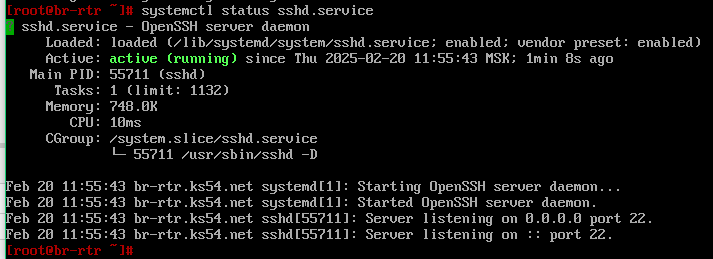 [root@br-rtr ~]# systemctl status sshd.service
sshd.service - OpenSSH server daemon
Loaded: loaded (/lib/systemd/system/sshd.service; enabled; vendor preset: enabled)
Active: active (running) since Thu 2025-02-20 11:55:43 MSK; 1min 8s ago
Main PID: 55711 (sshd)
Tasks: 1 (limit: 1132)
Memory: 748.0K
CPU: 10ms
CGroup: /system.slice/sshd.service
└─ 55711 /usr/sbin/sshd -D
Feb 20 11:55:43 br-rtr.ks54.net systemd[1]: Starting OpenSSH server daemon...
Feb 20 11:55:43 br-rtr.ks54.net systemd[1]: Started OpenSSH server daemon.
Feb 20 11:55:43 br-rtr.ks54.net sshd[55711]: Server listening on 0.0.0.0 port 22.
Feb 20 11:55:43 br-rtr.ks54.net sshd[55711]: Server listening on :: port 22.
[root@br-rtr ~]#